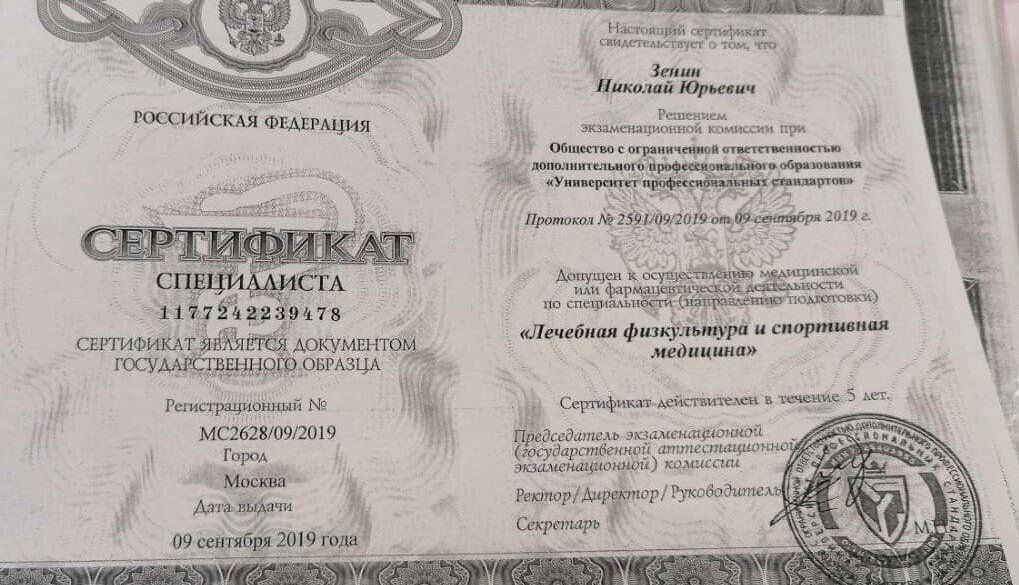 РОССИЙСКАЯ ФЕДЕРАЦИЯ
СЕРТИФИКАТ
СПЕЦИАЛИСТА
1177242239478
СЕРТИФИКАТ ЯВЛЯЕТСЯ ДОКУМЕНТОМ
ГОСУДАРСТВЕННОГО ОБРАЗЦА
Регистрационный №
МС2628/09/2019
Город
Москва
Дата выдачи
09 сентября 2019 года
Настоящий сертификат
свидетельствует о том, что
Зенин
Николай Юрьевич
Решением
экзаменационной комиссии при
Общество с ограниченной ответственностью
дополнительного профессионального образования
«Университет профессиональных стандартов»
Протокол № 2591/09/2019 от 09 сентября 2019 г.
Допущен к осуществлению медицинской
или фармацевтической деятельности
по специальности (направлению подготовки)
«Лечебная физкультура и спортивная
медицина»
Сертификат действителен в течение 5 лет.
Председатель экзаменационной
(государственной аттестационной
экзаменационной) комиссии
Ректор/Директор/Руководитель
Секретарь